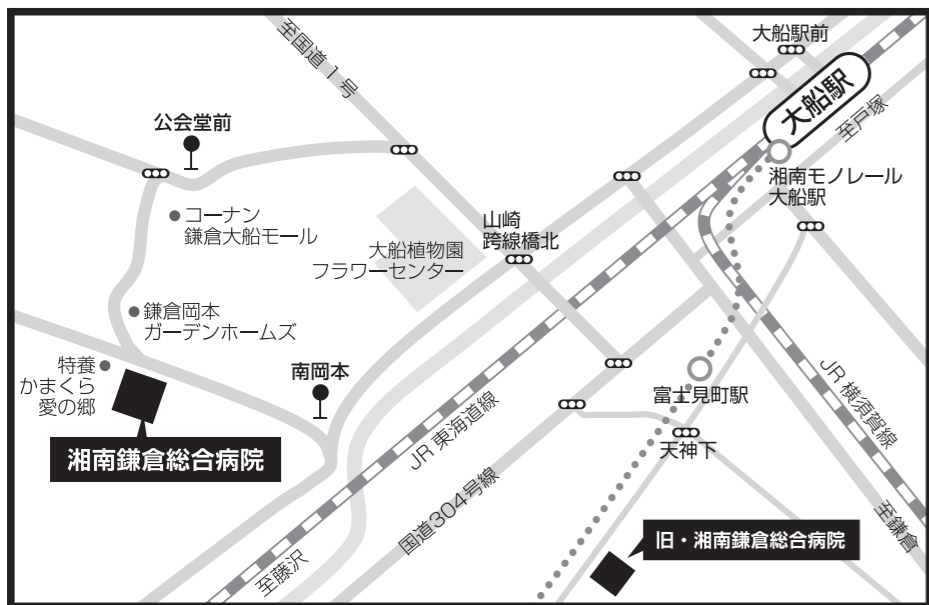 至国道1号
大船駅前
大船駅
至戸塚
公会堂前
湘南モノレール
大船駅
コーナン
鎌倉大船モール
山崎
跨線橋北
大船植物園
フラワーセンター
鎌倉岡本
ガーデンホームズ
特養
かまくら
愛の郷
南岡本
富士見町駅
JR 横須賀線
JR 東海道線
天神下
湘南鎌倉総合病院
国道304号線
至鎌倉
旧・湘南鎌倉総合病院
至藤沢